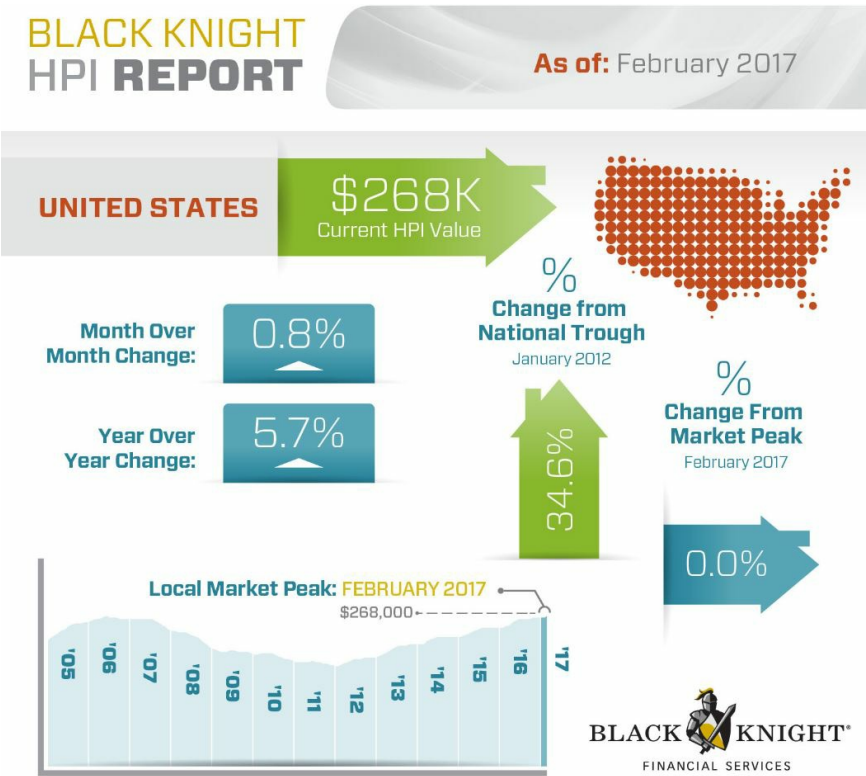 BLACK KNIGHT
HPI REPORT
As of: February 2017
UNITED STATES
$268K
Current HPI Value
Month Over
Month Change:
0.8%
Year Over
Year Change:
5.7%
%
Change from
National Trough
January 2012
34.6%
%
Change From
Market Peak
February 2017
0.0%
Local Market Peak: FEBRUARY 2017
$268,000
'05
'06
'07
'08
'09
'10
'11
'12
'13
'14
'15
'16
'17
BLACK KNIGHT®
FINANCIAL SERVICES